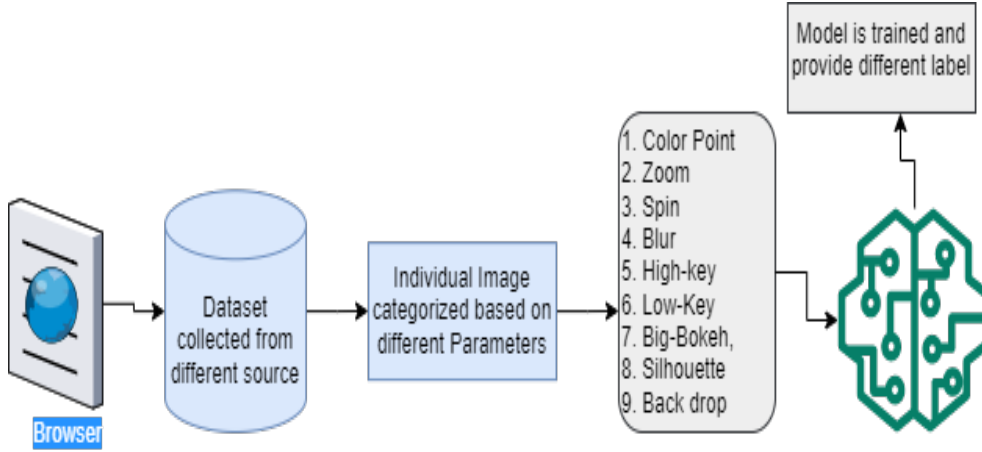 Browser
Dataset
collected from
different source
Individual Image
categorized based on
different Parameters
1. Color Point
2. Zoom
3. Spin
4. Blur
5. High-key
6. Low-Key
7. Big-Bokeh,
8. Silhouette
9. Back drop
Model is trained and
provide different label